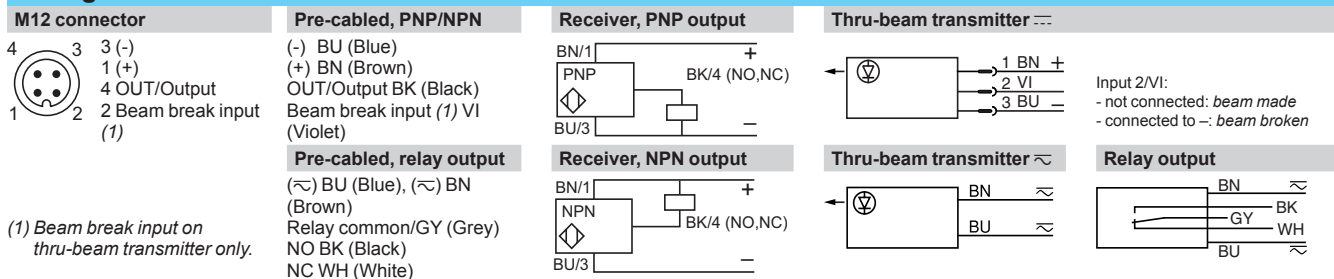 M12 connector
4
3
1
2
3 (-)
1 (+)
4 OUT/Output
2 Beam break input
(1)
(1) Beam break input on
thru-beam transmitter only.
Pre-cabled, PNP/NPN
(-) BU (Blue)
(+) BN (Brown)
OUT/Output BK (Black)
Beam break input (1) VI
(Violet)
Pre-cabled, relay output
(⏦) BU (Blue), (⏦) BN
(Brown)
Relay common/GY (Grey)
NO BK (Black)
NC WH (White)
Receiver, PNP output
BN/1
+
PNP
BK/4 (NO,NC)
BU/3
–
Receiver, NPN output
BN/1
+
NPN
BK/4 (NO,NC)
BU/3
–
Thru-beam transmitter ⎓
1 BN +
2 VI
3 BU –
Input 2/VI:
- not connected: beam made
- connected to –: beam broken
Thru-beam transmitter ⏦
BN ⏦
BU ⏦
Relay output
BN ⏦
BK
GY
WH
BU ⏦